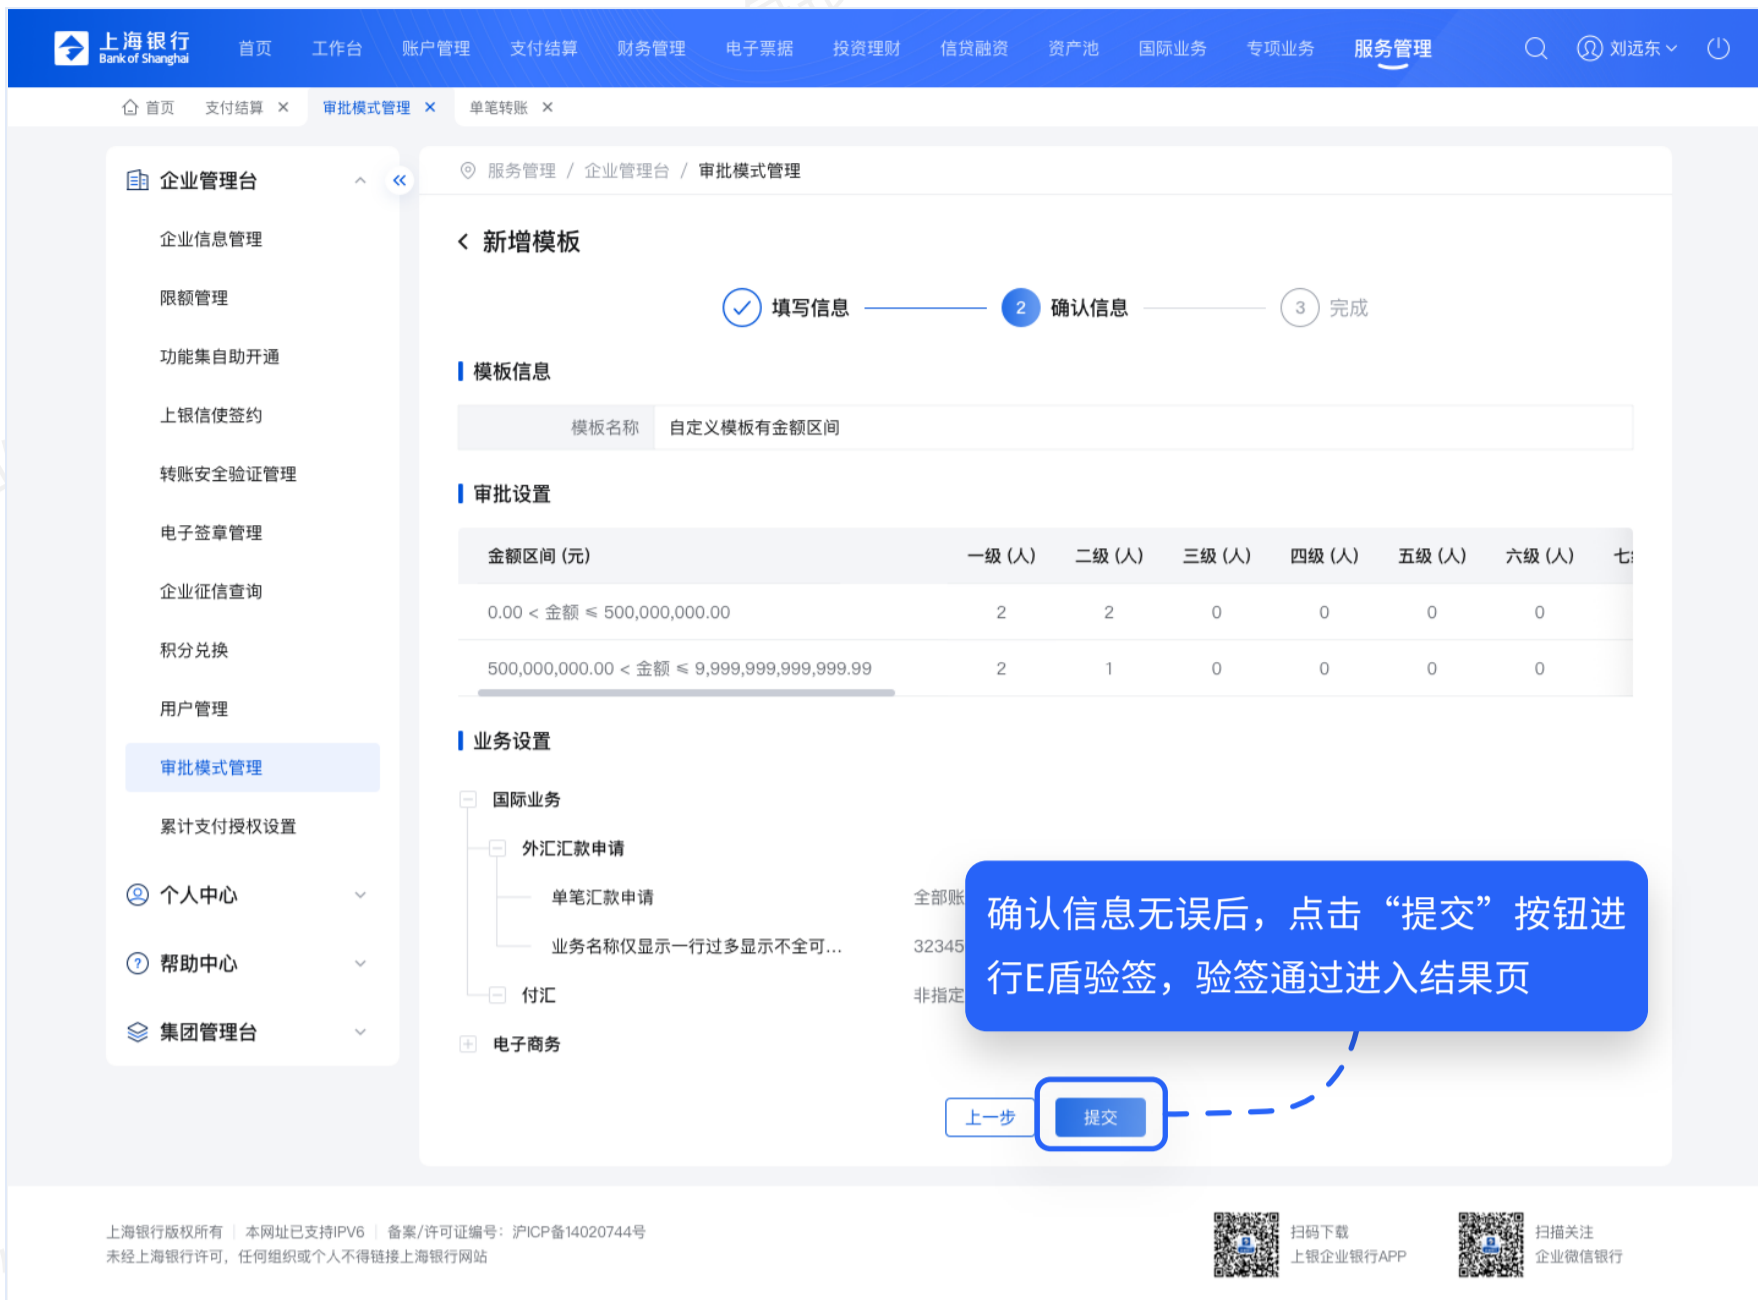 上海银行
Bank of Shanghai
首页 工作台 账户管理 支付结算 财务管理 电子票据 投资理财 信贷融资 资产池 国际业务 专项业务 服务管理 刘远东
首页 支付结算 × 审批模式管理 × 单笔转账 ×
企业管理台
企业信息管理
限额管理
功能集自助开通
上银信使签约
转账安全验证管理
电子签章管理
企业征信查询
积分兑换
用户管理
审批模式管理
累计支付授权设置
个人中心
帮助中心
集团管理台
服务管理 / 企业管理台 / 审批模式管理
新增模板
填写信息 2 确认信息 3 完成
模板信息
模板名称 自定义模板有金额区间
审批设置
金额区间 (元) 一级 (人) 二级 (人) 三级 (人) 四级 (人) 五级 (人) 六级 (人) 七
0.00 < 金额 ≤ 500,000,000.00 2 2 0 0 0 0
500,000,000.00 < 金额 ≤ 9,999,999,999,999.99 2 1 0 0 0 0
业务设置
国际业务
外汇汇款申请
单笔汇款申请 全部账
业务名称仅显示一行过多显示不全可... 32345
付汇 非指定
电子商务
确认信息无误后，点击“提交”按钮进
行E盾验签，验签通过进入结果页
上一步 提交
上海银行版权所有 本网址已支持IPV6 备案/许可证编号：沪ICP备14020744号
未经上海银行许可，任何组织或个人不得链接上海银行网站
扫码下载
上银企业银行APP
扫描关注
企业微信银行